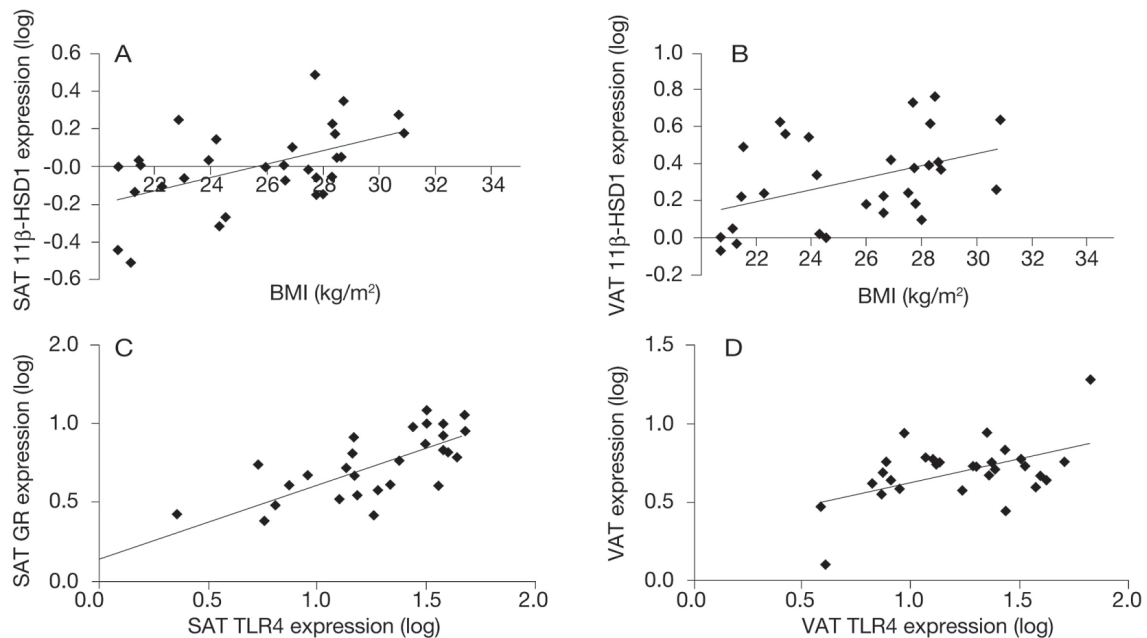 A
SAT 11β-HSD1 expression (log)
0.6
0.4
0.2
-0.0
-0.2
-0.4
-0.6
22 24 26 28 30 32 34
BMI (kg/m²)
B
VAT 11β-HSD1 expression (log)
1.0
0.8
0.6
0.4
0.2
0.0
-0.2
22 24 26 28 30 32 34
BMI (kg/m²)
C
SAT GR expression (log)
2.0
1.0
0.5
0.0
0.0 0.5 1.0 1.5 2.0
SAT TLR4 expression (log)
D
VAT expression (log)
1.5
1.0
0.5
0.0
0.0 0.5 1.0 1.5 2.0
VAT TLR4 expression (log)